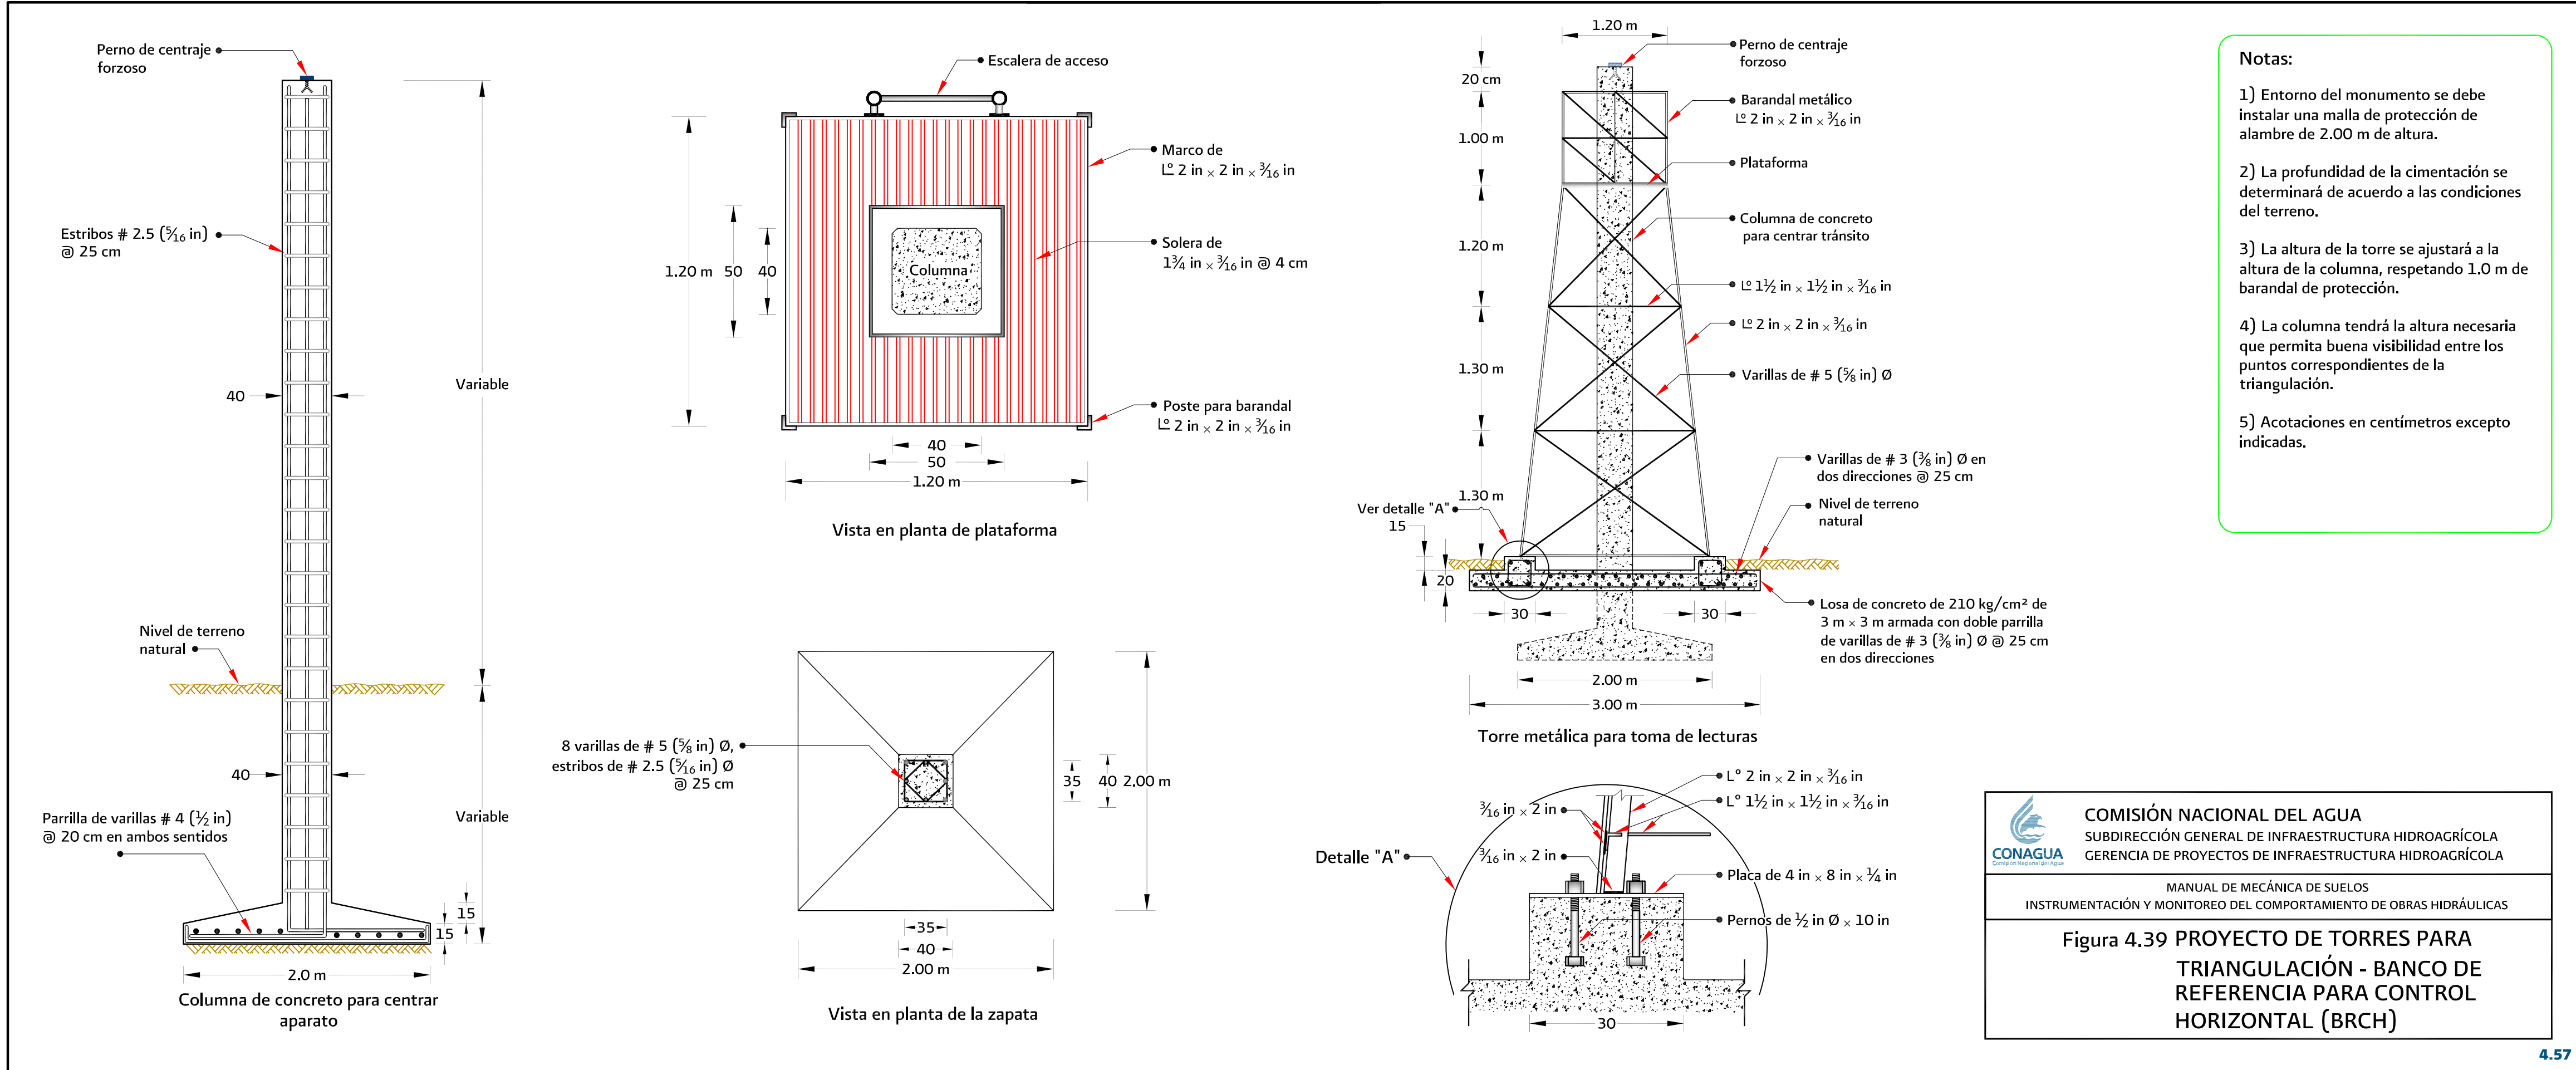 Perno de centraje
forzoso
Estribos # 2.5 (5/16 in)
@ 25 cm
40
Variable
Nivel de terreno
natural
40
Variable
Parrilla de varillas # 4 (1/2 in)
@ 20 cm en ambos sentidos
15
15
2.0 m
Columna de concreto para centrar
aparato
Escalera de acceso
Marco de
L° 2 in × 2 in × 3/16 in
Solera de
1 3/4 in × 3/16 in @ 4 cm
1.20 m
50
40
Columna
Poste para barandal
L° 2 in × 2 in × 3/16 in
40
50
1.20 m
Vista en planta de plataforma
8 varillas de # 5 (5/8 in) Ø,
estribos de # 2.5 (5/16 in) Ø
@ 25 cm
35
40
2.00 m
35
40
2.00 m
Vista en planta de la zapata
1.20 m
Perno de centraje
forzoso
20 cm
Barandal metálico
L° 2 in × 2 in × 3/16 in
1.00 m
Plataforma
Columna de concreto
para centrar tránsito
1.20 m
L° 1 1/2 in × 1 1/2 in × 3/16 in
L° 2 in × 2 in × 3/16 in
1.30 m
Varillas de # 5 (5/8 in) Ø
Varillas de # 3 (3/8 in) Ø en
dos direcciones @ 25 cm
1.30 m
Ver detalle "A"
15
Nivel de terreno
natural
20
30
30
Losa de concreto de 210 kg/cm² de
3 m × 3 m armada con doble parrilla
de varillas de # 3 (3/8 in) Ø @ 25 cm
en dos direcciones
2.00 m
3.00 m
Torre metálica para toma de lecturas
L° 2 in × 2 in × 3/16 in
L° 1 1/2 in × 1 1/2 in × 3/16 in
3/16 in × 2 in
3/16 in × 2 in
Detalle "A"
Placa de 4 in × 8 in × 1/4 in
Pernos de 1/2 in Ø × 10 in
30
Notas:
1) Entorno del monumento se debe
instalar una malla de protección de
alambre de 2.00 m de altura.
2) La profundidad de la cimentación se
determinará de acuerdo a las condiciones
del terreno.
3) La altura de la torre se ajustará a la
altura de la columna, respetando 1.0 m de
barandal de protección.
4) La columna tendrá la altura necesaria
que permita buena visibilidad entre los
puntos correspondientes de la
triangulación.
5) Acotaciones en centímetros excepto
indicadas.
CONAGUA
Comisión Nacional del Agua
COMISIÓN NACIONAL DEL AGUA
SUBDIRECCIÓN GENERAL DE INFRAESTRUCTURA HIDROAGRÍCOLA
GERENCIA DE PROYECTOS DE INFRAESTRUCTURA HIDROAGRÍCOLA
MANUAL DE MECÁNICA DE SUELOS
INSTRUMENTACIÓN Y MONITOREO DEL COMPORTAMIENTO DE OBRAS HIDRÁULICAS
Figura 4.39 PROYECTO DE TORRES PARA
TRIANGULACIÓN - BANCO DE
REFERENCIA PARA CONTROL
HORIZONTAL (BRCH)
4.57